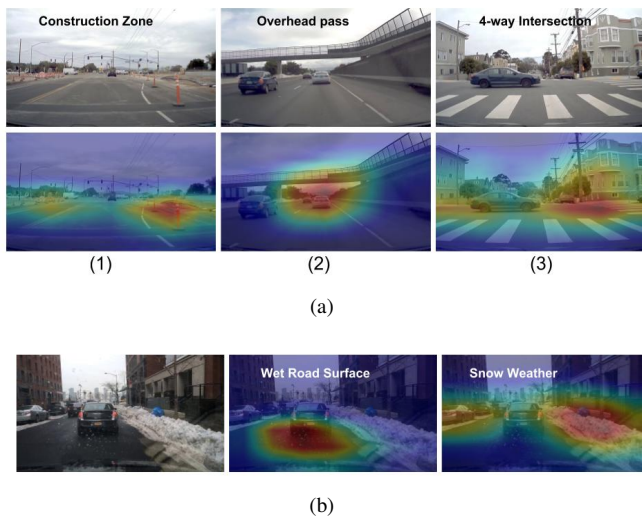 Construction Zone
Overhead pass
4-way Intersection
(1)
(2)
(3)
(a)
Wet Road Surface
Snow Weather
(b)